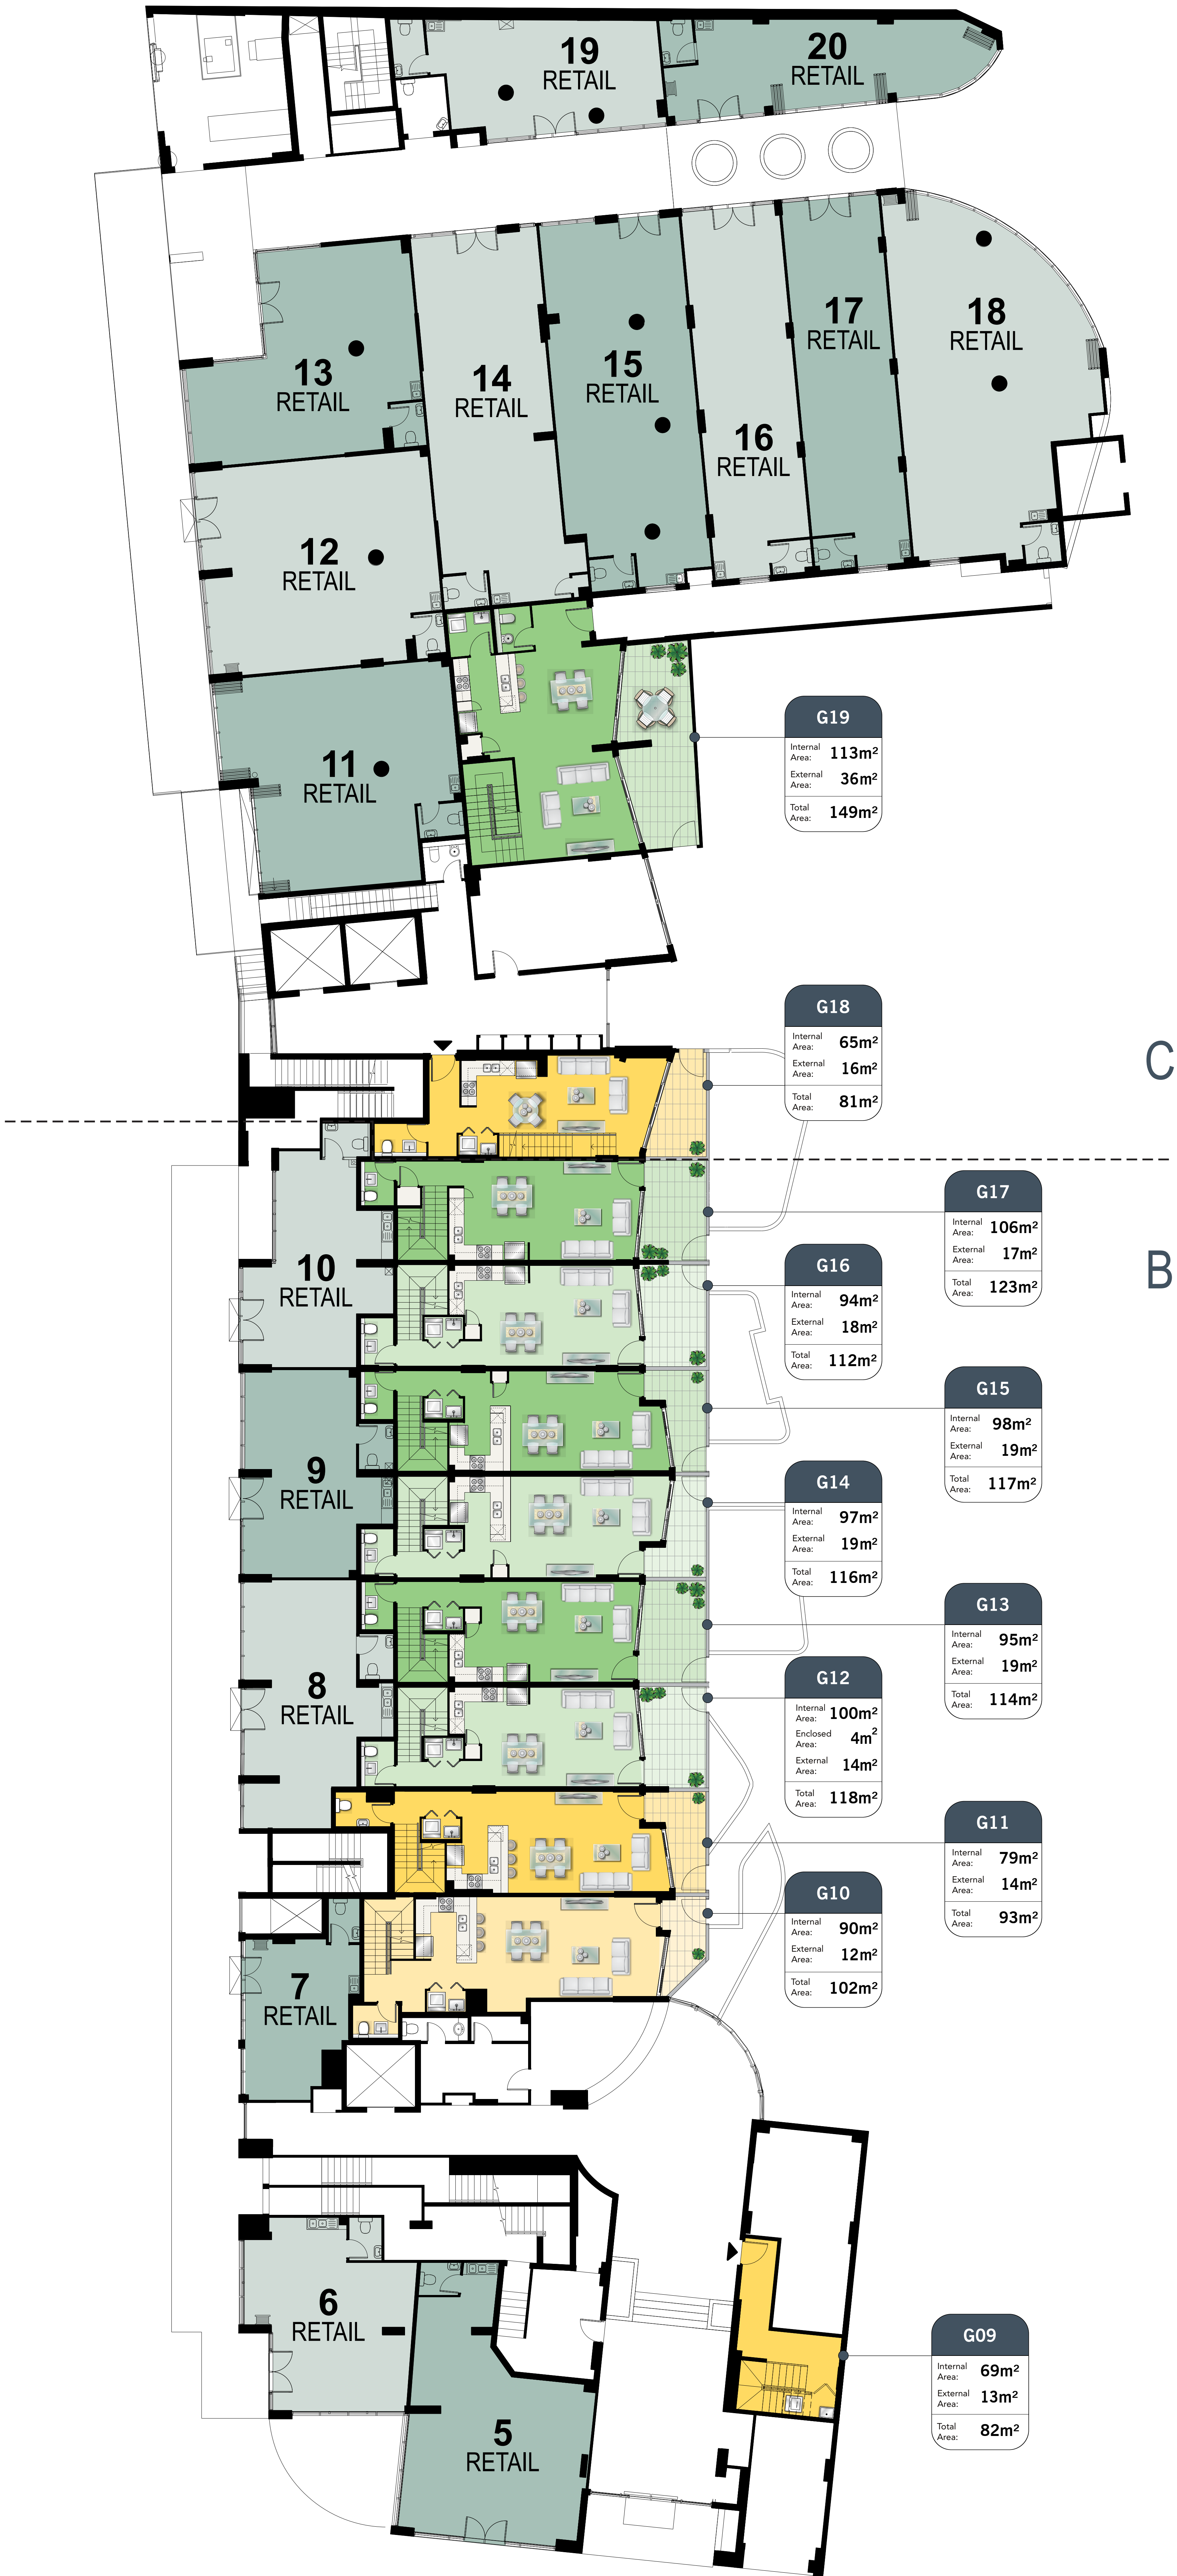 19
RETAIL
20
RETAIL
13
RETAIL
14
RETAIL
15
RETAIL
16
RETAIL
17
RETAIL
18
RETAIL
12
RETAIL
11
RETAIL
G19
Internal Area: 113m²
External Area: 36m²
Total Area: 149m²
G18
Internal Area: 65m²
External Area: 16m²
Total Area: 81m²
C
G17
Internal Area: 106m²
External Area: 17m²
Total Area: 123m²
B
10
RETAIL
G16
Internal Area: 94m²
External Area: 18m²
Total Area: 112m²
G15
Internal Area: 98m²
External Area: 19m²
Total Area: 117m²
9
RETAIL
G14
Internal Area: 97m²
External Area: 19m²
Total Area: 116m²
G13
Internal Area: 95m²
External Area: 19m²
Total Area: 114m²
8
RETAIL
G12
Internal Area: 100m²
Enclosed Area: 4m²
External Area: 14m²
Total Area: 118m²
G11
Internal Area: 79m²
External Area: 14m²
Total Area: 93m²
G10
Internal Area: 90m²
External Area: 12m²
Total Area: 102m²
7
RETAIL
6
RETAIL
5
RETAIL
G09
Internal Area: 69m²
External Area: 13m²
Total Area: 82m²